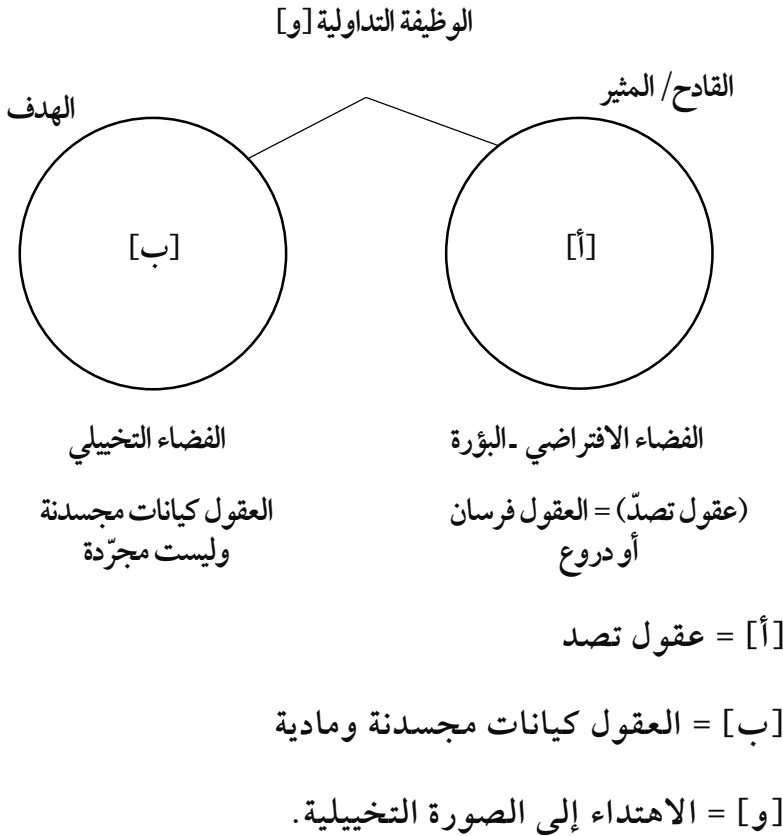 الوظيفة التداولية [و]
القادح/ المثير
الهدف
[أ]
[ب]
الفضاء الافتراضي ـ البؤرة
الفضاء التخييلي
(عقول تصدّ) = العقول فرسان
أو دروع
العقول كيانات مجسدنة
وليست مجرّدة
[أ] = عقول تصد
[ب] = العقول كيانات مجسدنة ومادية
[و] = الاهتداء إلى الصورة التخييلية.